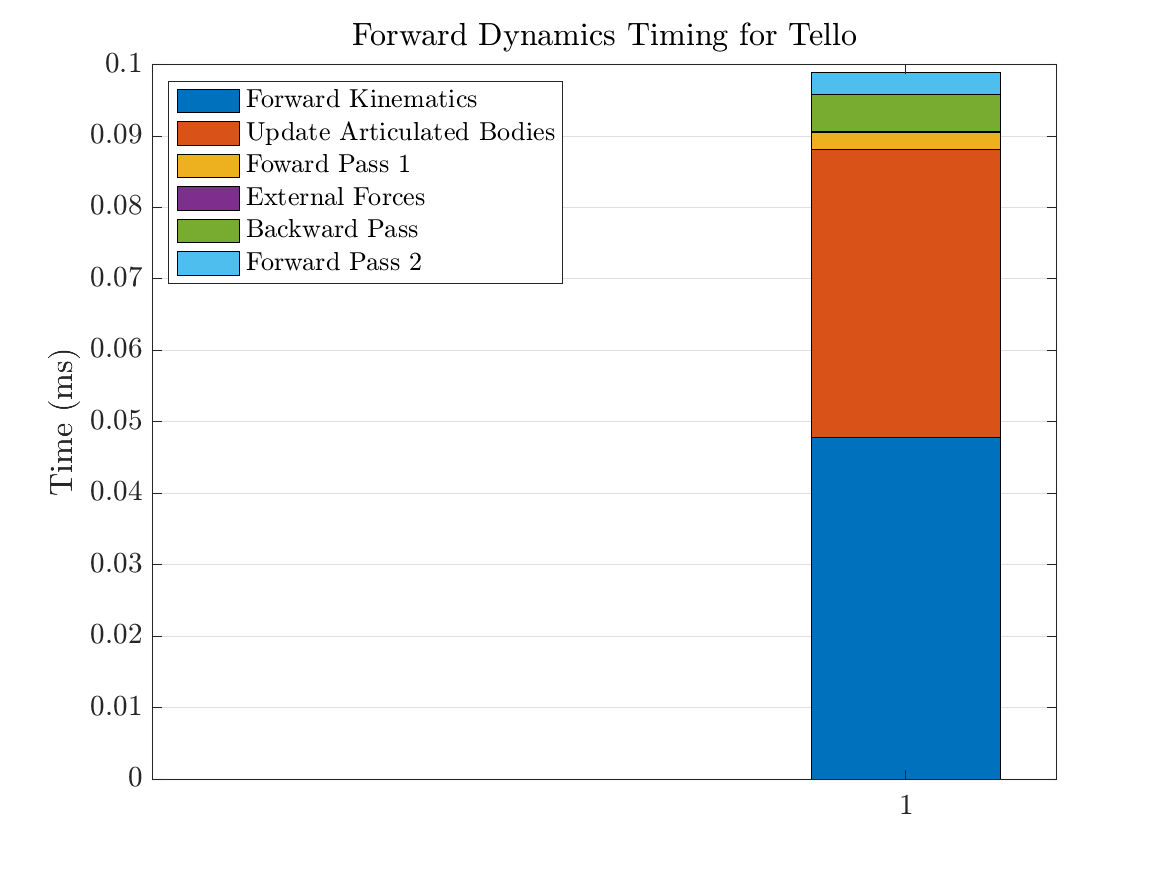 Forward Dynamics Timing for Tello
0.1
0.09
0.08
0.07
0.06
0.05
0.04
0.03
0.02
0.01
0
Time (ms)
Forward Kinematics
Update Articulated Bodies
Foward Pass 1
External Forces
Backward Pass
Forward Pass 2
1